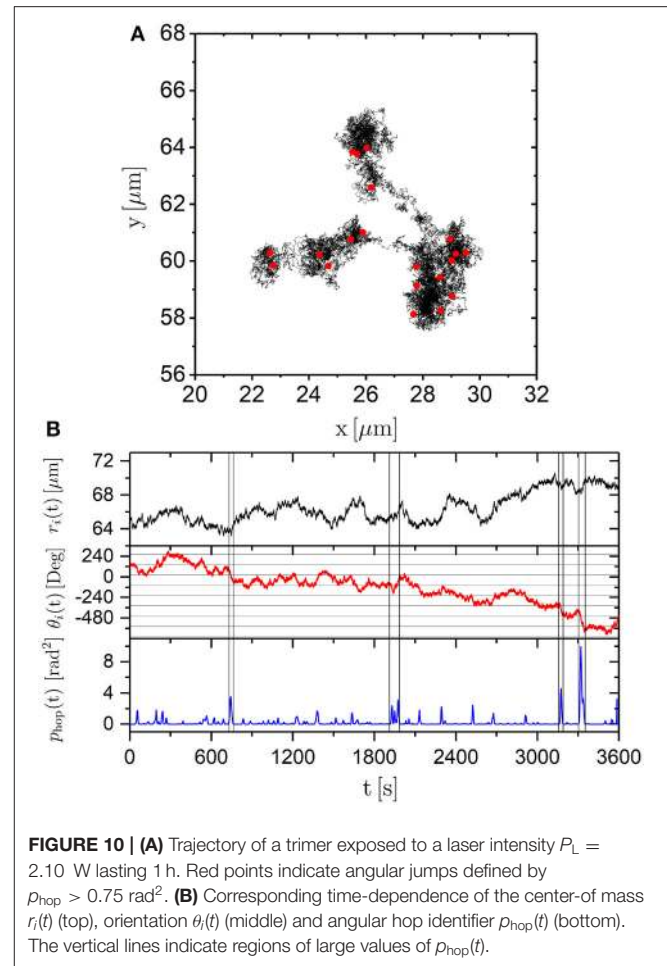 A
68
66
64
62
60
58
56
y [μm]
20 22 24 26 28 30 32
x [μm]
B
72
68
64
r_i(t) [μm]
240
0
-240
-480
θ_i(t) [Deg]
8
4
0
p_hop(t) [rad²]
0 600 1200 1800 2400 3000 3600
t [s]
FIGURE 10 | (A) Trajectory of a trimer exposed to a laser intensity P_L =
2.10 W lasting 1 h. Red points indicate angular jumps defined by
p_hop > 0.75 rad². (B) Corresponding time-dependence of the center-of mass
r_i(t) (top), orientation θ_i(t) (middle) and angular hop identifier p_hop(t) (bottom).
The vertical lines indicate regions of large values of p_hop(t).